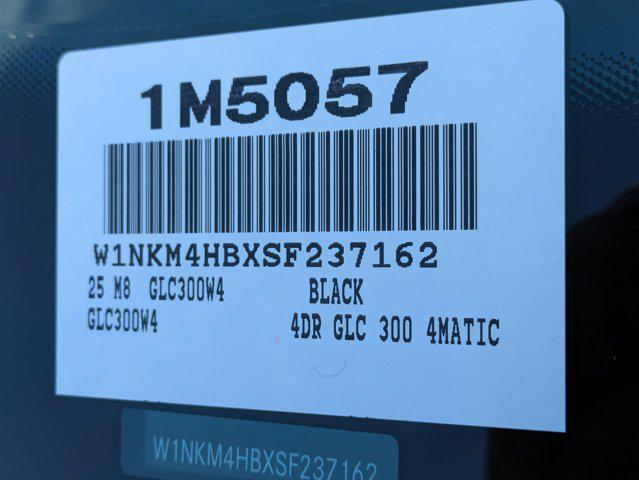 1M5057
W1NKM4HBXSF237162
25 M8 GLC300W4 BLACK
GLC300W4 4DR GLC 300 4MATIC
W1NKM4HBXSF237162